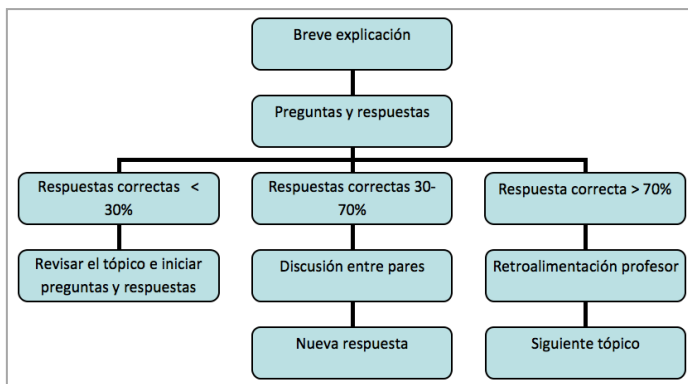 Breve explicación
Preguntas y respuestas
Respuestas correctas <
30%
Respuestas correctas 30-
70%
Respuesta correcta > 70%
Revisar el tópico e iniciar
preguntas y respuestas
Discusión entre pares
Retroalimentación profesor
Nueva respuesta
Siguiente tópico